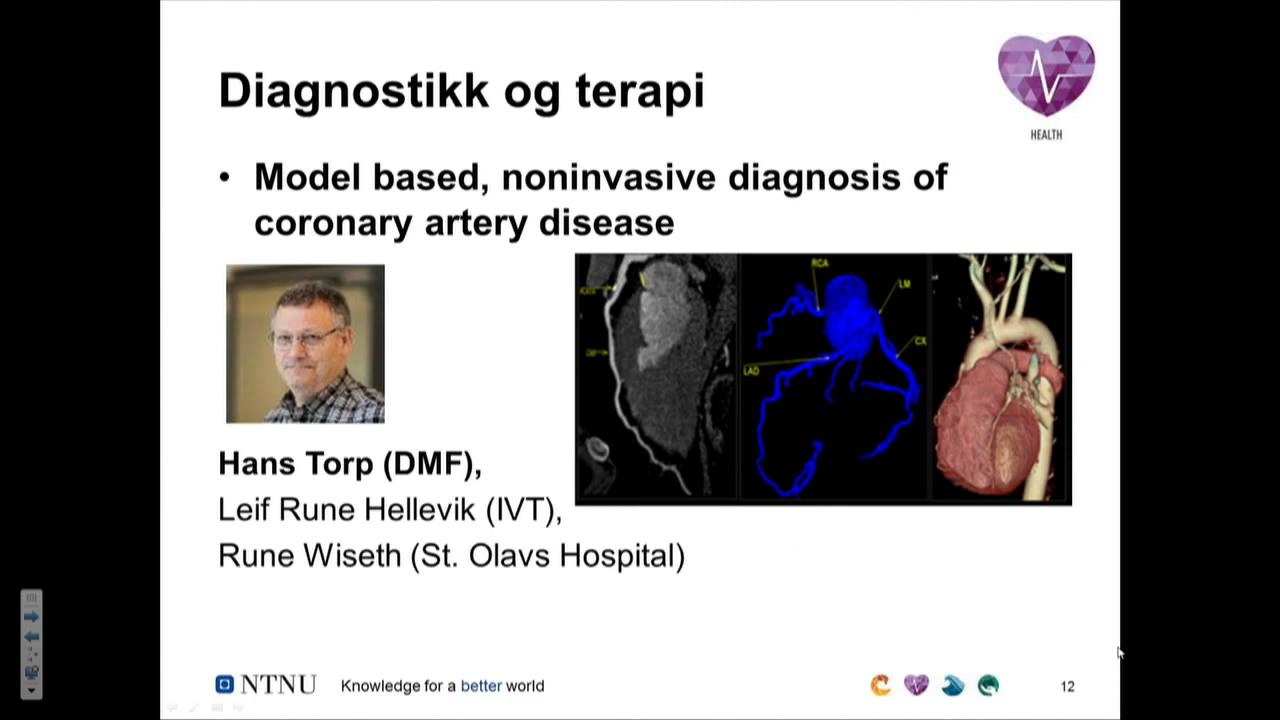 Diagnostikk og terapi
HEALTH
• Model based, noninvasive diagnosis of
coronary artery disease
RCA
LM
CX
LAD
Hans Torp (DMF),
Leif Rune Hellevik (IVT),
Rune Wiseth (St. Olavs Hospital)
NTNU
Knowledge for a better world
12